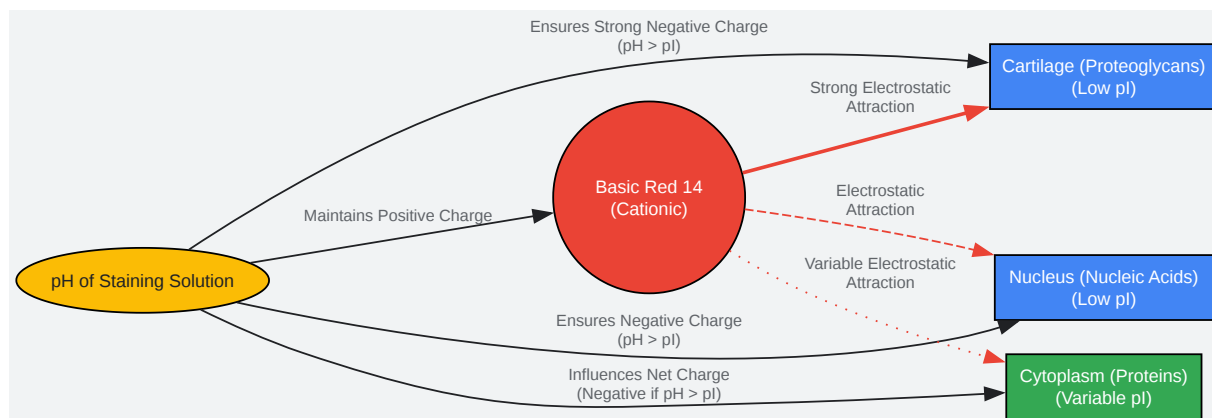 Ensures Strong Negative Charge
(pH > pI)
Cartilage (Proteoglycans)
(Low pI)
Strong Electrostatic
Attraction
Basic Red 14
(Cationic)
Electrostatic
Attraction
Maintains Positive Charge
Variable Electrostatic
Attraction
pH of Staining Solution
Nucleus (Nucleic Acids)
(Low pI)
Ensures Negative Charge
(pH > pI)
Influences Net Charge
(Negative if pH > pI)
Cytoplasm (Proteins)
(Variable pI)